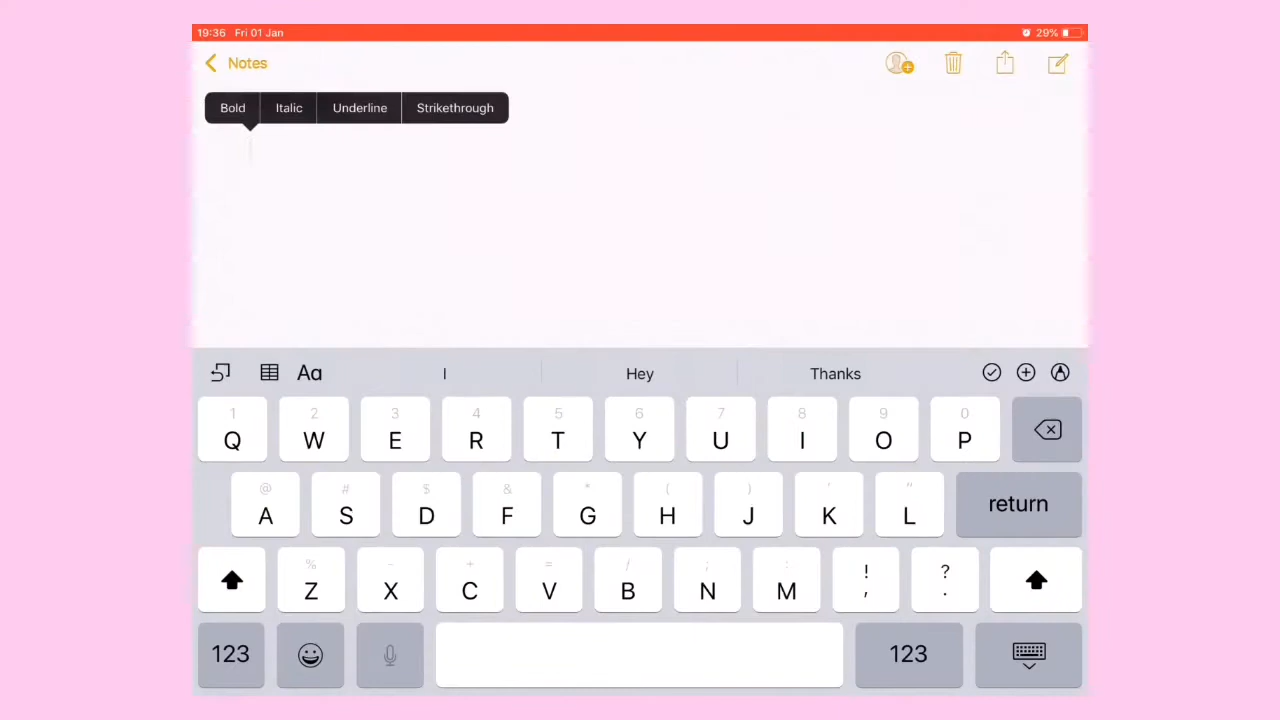 19:36 Fri 01 Jan 29%
Notes
Bold Italic Underline Strikethrough
Aa I Hey Thanks
1 2 3 4 5 6 7 8 9 0
Q W E R T Y U I O P
@ # $ & * ( ) ' "
A S D F G H J K L return
% - + = / ; : ! ?
Z X C V B N M , .
123 123